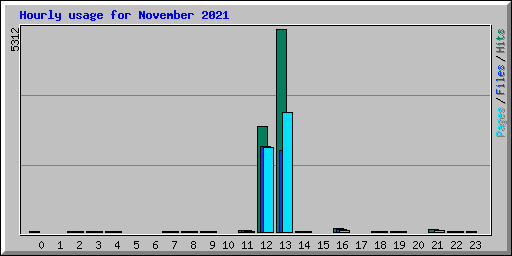 Hourly usage for November 2021
5312
Pages/Files/Hits
0 1 2 3 4 5 6 7 8 9 10 11 12 13 14 15 16 17 18 19 20 21 22 23